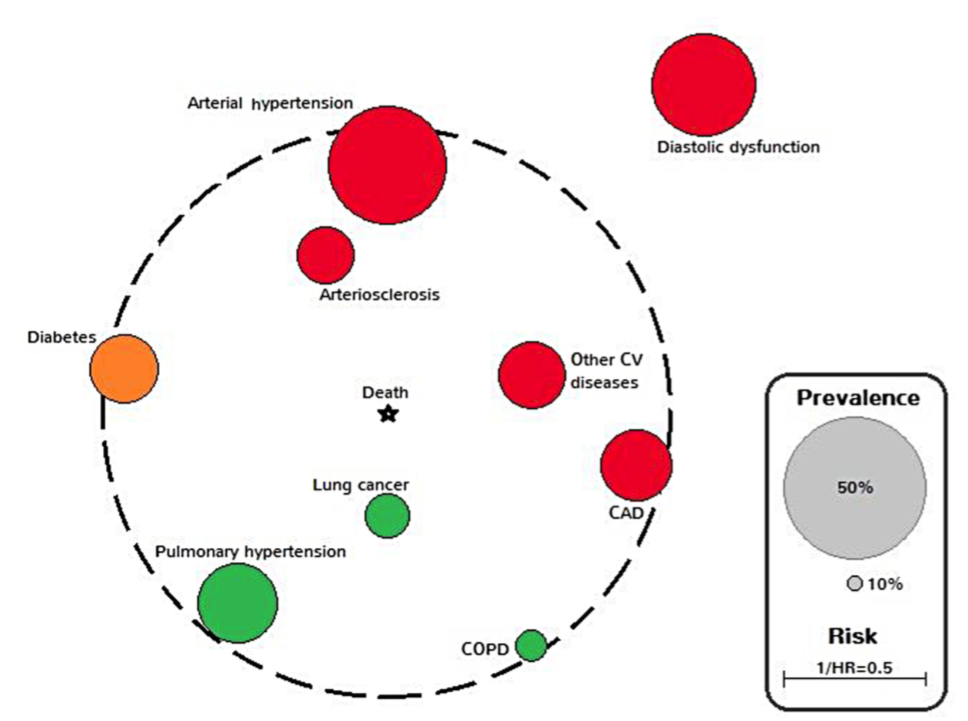 Arterial hypertension
Diastolic dysfunction
Arteriosclerosis
Diabetes
Other CV
diseases
Death
Lung cancer
CAD
Pulmonary hypertension
COPD
Prevalence
50%
10%
Risk
1/HR=0.5